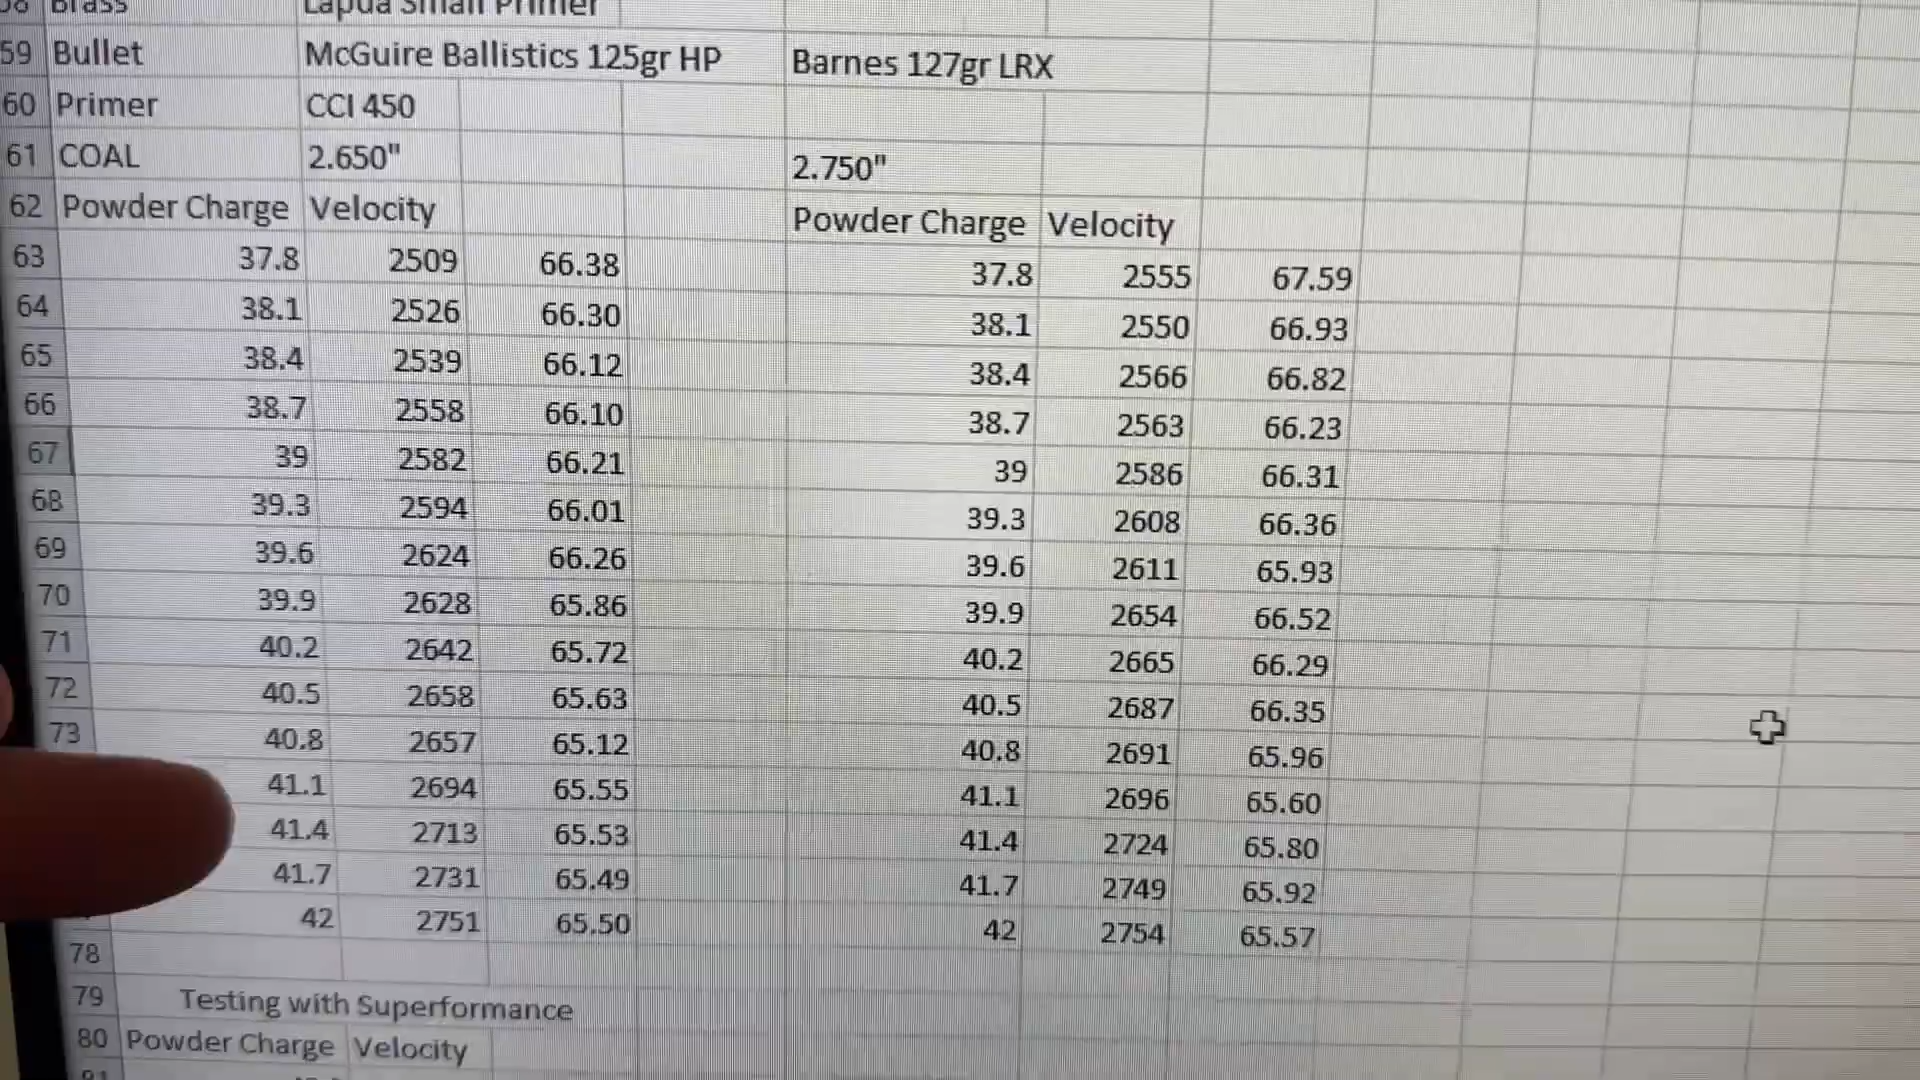 58 Brass Lapua Small Primer
59 Bullet McGuire Ballistics 125gr HP Barnes 127gr LRX
60 Primer CCI 450
61 COAL 2.650" 2.750"
62 Powder Charge Velocity Powder Charge Velocity
63 37.8 2509 66.38 37.8 2555 67.59
64 38.1 2526 66.30 38.1 2550 66.93
65 38.4 2539 66.12 38.4 2566 66.82
66 38.7 2558 66.10 38.7 2563 66.23
67 39 2582 66.21 39 2586 66.31
68 39.3 2594 66.01 39.3 2608 66.36
69 39.6 2624 66.26 39.6 2611 65.93
70 39.9 2628 65.86 39.9 2654 66.52
71 40.2 2642 65.72 40.2 2665 66.29
72 40.5 2658 65.63 40.5 2687 66.35
73 40.8 2657 65.12 40.8 2691 65.96
41.1 2694 65.55 41.1 2696 65.60
41.4 2713 65.53 41.4 2724 65.80
41.7 2731 65.49 41.7 2749 65.92
42 2751 65.50 42 2754 65.57
78
79 Testing with Superformance
80 Powder Charge Velocity
81